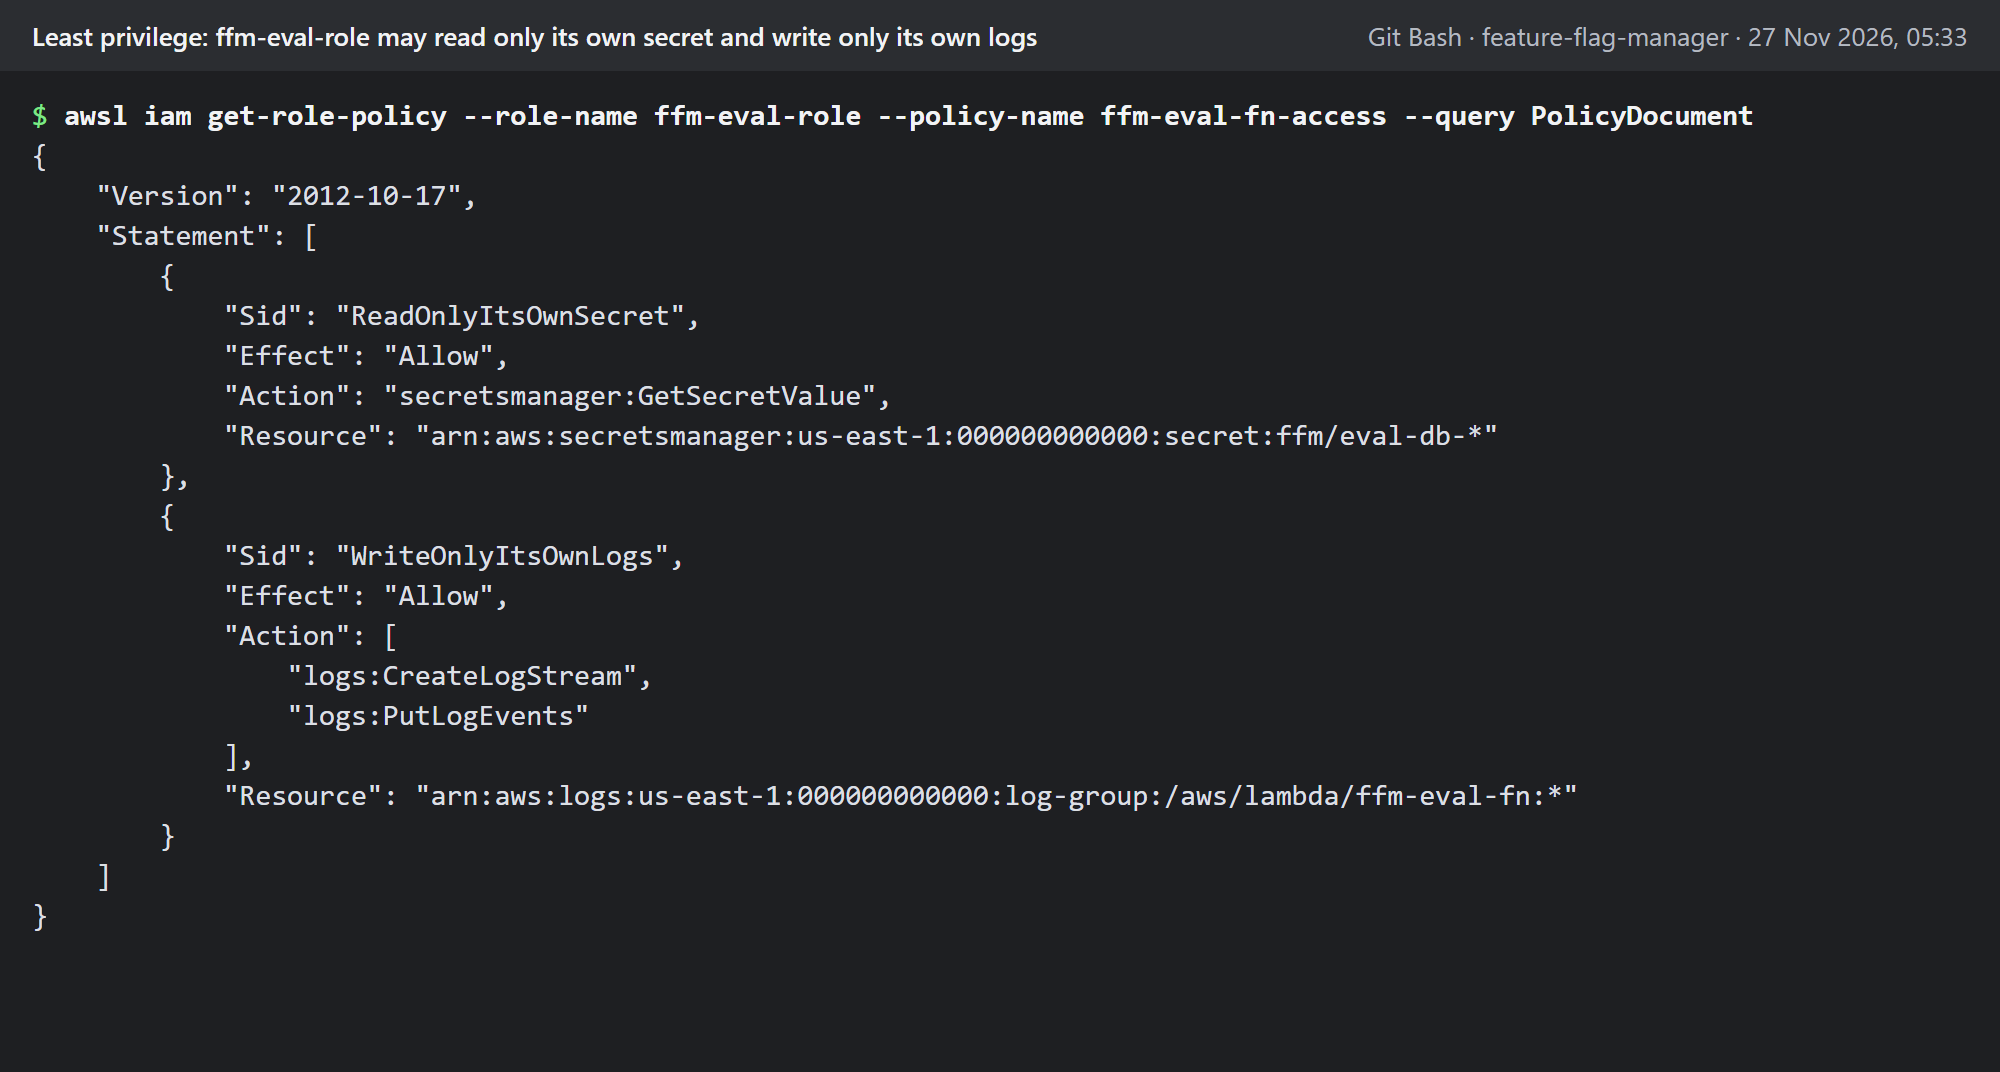 Least privilege: ffm-eval-role may read only its own secret and write only its own logs
Git Bash · feature-flag-manager · 27 Nov 2026, 05:33
$ awsl iam get-role-policy --role-name ffm-eval-role --policy-name ffm-eval-fn-access --query PolicyDocument
{
    "Version": "2012-10-17",
    "Statement": [
        {
            "Sid": "ReadOnlyItsOwnSecret",
            "Effect": "Allow",
            "Action": "secretsmanager:GetSecretValue",
            "Resource": "arn:aws:secretsmanager:us-east-1:000000000000:secret:ffm/eval-db-*"
        },
        {
            "Sid": "WriteOnlyItsOwnLogs",
            "Effect": "Allow",
            "Action": [
                "logs:CreateLogStream",
                "logs:PutLogEvents"
            ],
            "Resource": "arn:aws:logs:us-east-1:000000000000:log-group:/aws/lambda/ffm-eval-fn:*"
        }
    ]
}